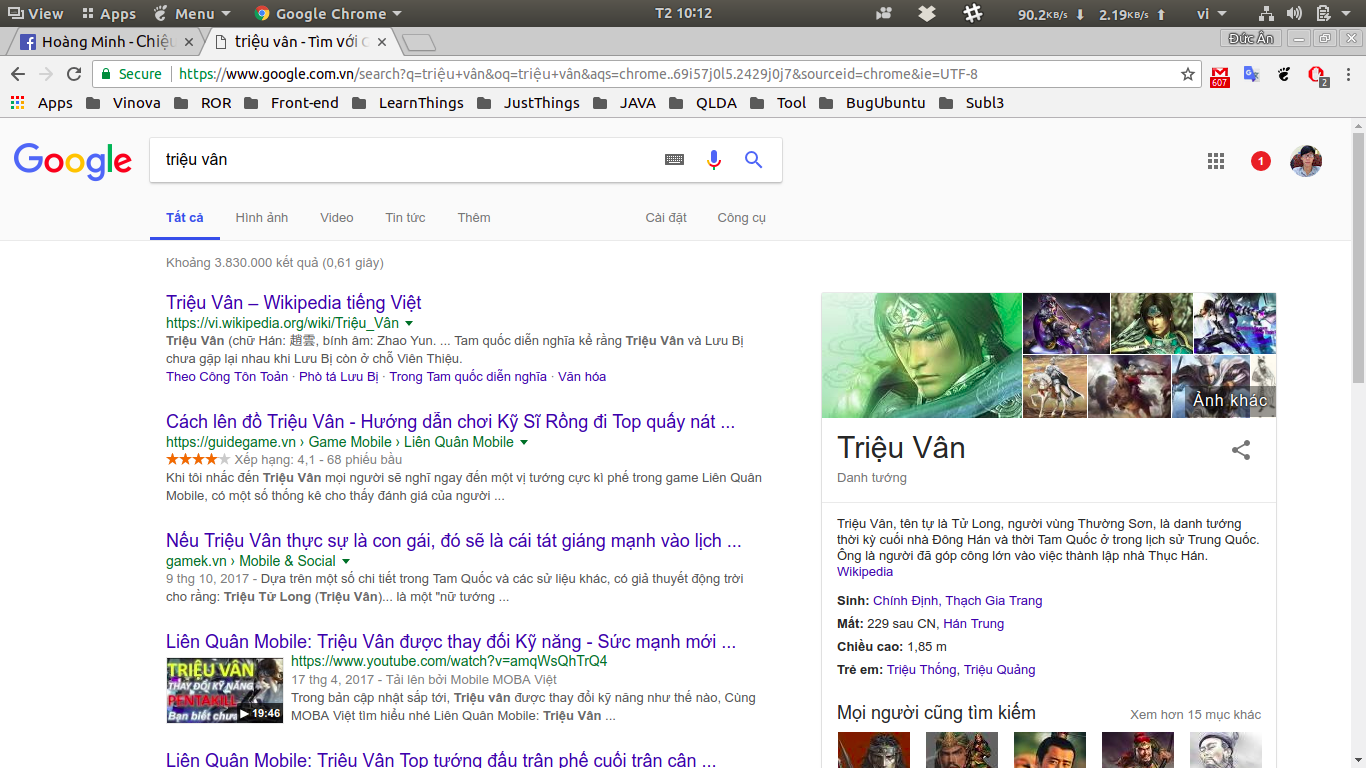 View Apps Menu Google Chrome T2 10:12 90.2KB/s 2.19KB/s vi
Hoàng Minh - Chiệu triệu vân - Tìm với G Đức Ân
Secure https://www.google.com.vn/search?q=triệu+vân&oq=triệu+vân&aqs=chrome..69i57j0l5.2429j0j7&sourceid=chrome&ie=UTF-8 607 2
Apps Vinova ROR Front-end LearnThings JustThings JAVA QLDA Tool BugUbuntu Subl3
Google triệu vân 1
Tất cả Hình ảnh Video Tin tức Thêm Cài đặt Công cụ
Khoảng 3.830.000 kết quả (0,61 giây)
Triệu Vân – Wikipedia tiếng Việt
https://vi.wikipedia.org/wiki/Triệu_Vân
Triệu Vân (chữ Hán: 趙雲, bính âm: Zhao Yun. ... Tam quốc diễn nghĩa kể rằng Triệu Vân và Lưu Bị
chưa gặp lại nhau khi Lưu Bị còn ở chỗ Viên Thiệu.
Theo Công Tôn Toản · Phò tá Lưu Bị · Trong Tam quốc diễn nghĩa · Văn hóa
Cách lên đồ Triệu Vân - Hướng dẫn chơi Kỹ Sĩ Rồng đi Top quẩy nát ...
https://guidegame.vn › Game Mobile › Liên Quân Mobile
Xếp hạng: 4,1 - 68 phiếu bầu
Khi tôi nhắc đến Triệu Vân mọi người sẽ nghĩ ngay đến một vị tướng cực kì phế trong game Liên Quân
Mobile, có một số thống kê cho thấy đánh giá của người ...
Nếu Triệu Vân thực sự là con gái, đó sẽ là cái tát giáng mạnh vào lịch ...
gamek.vn › Mobile & Social
9 thg 10, 2017 - Dựa trên một số chi tiết trong Tam Quốc và các sử liệu khác, có giả thuyết động trời
cho rằng: Triệu Tử Long (Triệu Vân)... là một "nữ tướng ...
Liên Quân Mobile: Triệu Vân được thay đổi Kỹ năng - Sức mạnh mới ...
https://www.youtube.com/watch?v=amqWsQhTrQ4
17 thg 4, 2017 - Tải lên bởi Mobile MOBA Việt
Trong bản cập nhật sắp tới, Triệu vân được thay đổi kỹ năng như thế nào, Cùng
MOBA Việt tìm hiểu nhé Liên Quân Mobile: Triệu Vân ...
TRIỆU VÂN
THAY ĐỔI KỸ NĂNG
PENTAKILL
Bạn biết chưa
19:46
Liên Quân Mobile: Triệu Vân Top tướng đấu trận phế cuối trận cân ...
Ảnh khác
Triệu Vân
Danh tướng
Triệu Vân, tên tự là Tử Long, người vùng Thường Sơn, là danh tướng
thời kỳ cuối nhà Đông Hán và thời Tam Quốc ở trong lịch sử Trung Quốc.
Ông là người đã góp công lớn vào việc thành lập nhà Thục Hán.
Wikipedia
Sinh: Chính Định, Thạch Gia Trang
Mất: 229 sau CN, Hán Trung
Chiều cao: 1,85 m
Trẻ em: Triệu Thống, Triệu Quảng
Mọi người cũng tìm kiếm Xem hơn 15 mục khác